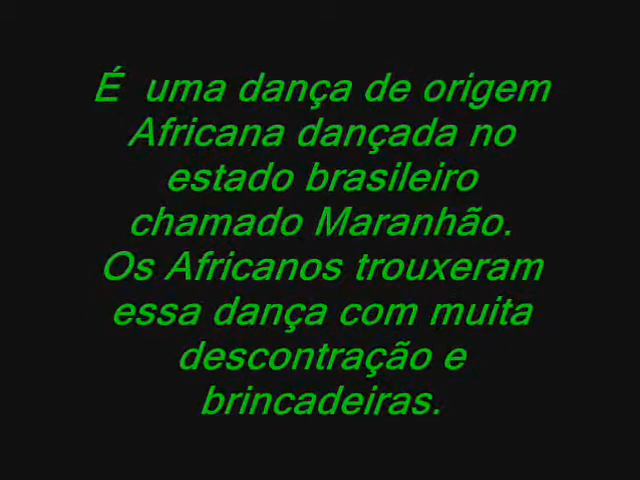 É uma dança de origem
Africana dançada no
estado brasileiro
chamado Maranhão.
Os Africanos trouxeram
essa dança com muita
descontração e
brincadeiras.